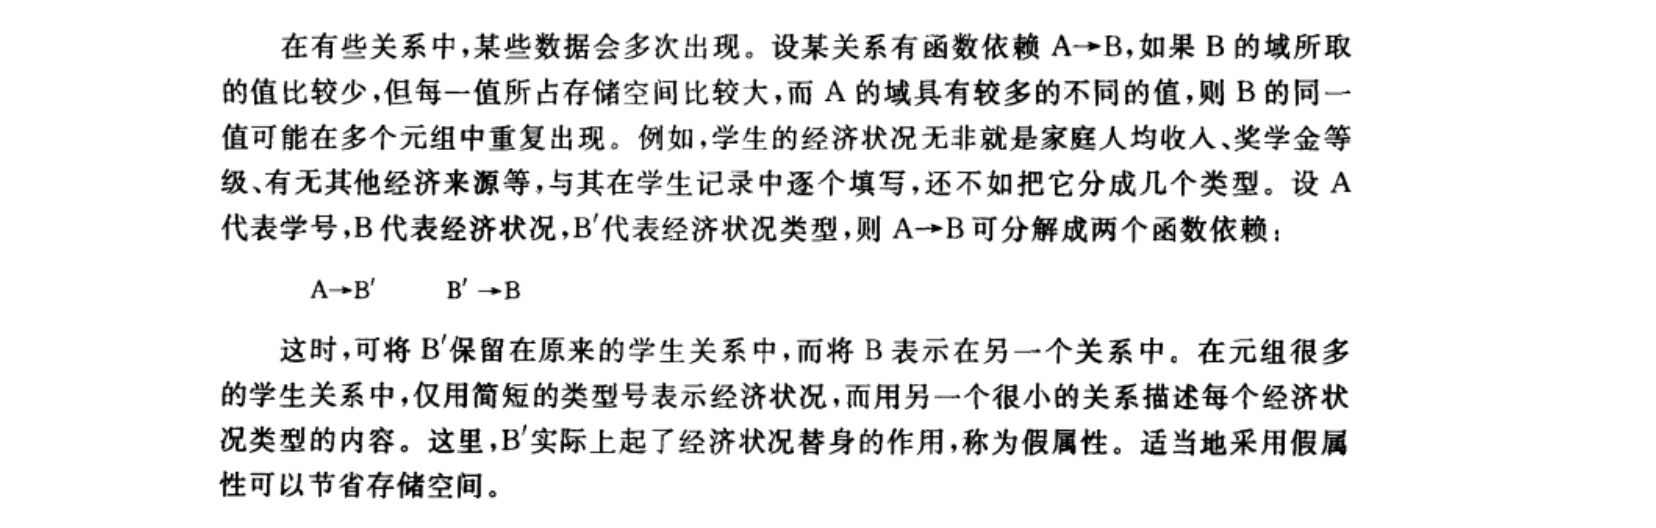 在有些关系中,某些数据会多次出现。设某关系有函数依赖 A→B,如果 B 的域所取
的值比较少,但每一值所占存储空间比较大,而 A 的域具有较多的不同的值,则 B 的同一
值可能在多个元组中重复出现。例如,学生的经济状况无非就是家庭人均收入、奖学金等
级、有无其他经济来源等,与其在学生记录中逐个填写,还不如把它分成几个类型。设 A
代表学号,B 代表经济状况,B′代表经济状况类型,则 A→B 可分解成两个函数依赖:
A→B′ B′→B
这时,可将 B′保留在原来的学生关系中,而将 B 表示在另一个关系中。在元组很多
的学生关系中,仅用简短的类型号表示经济状况,而用另一个很小的关系描述每个经济状
况类型的内容。这里,B′实际上起了经济状况替身的作用,称为假属性。适当地采用假属
性可以节省存储空间。